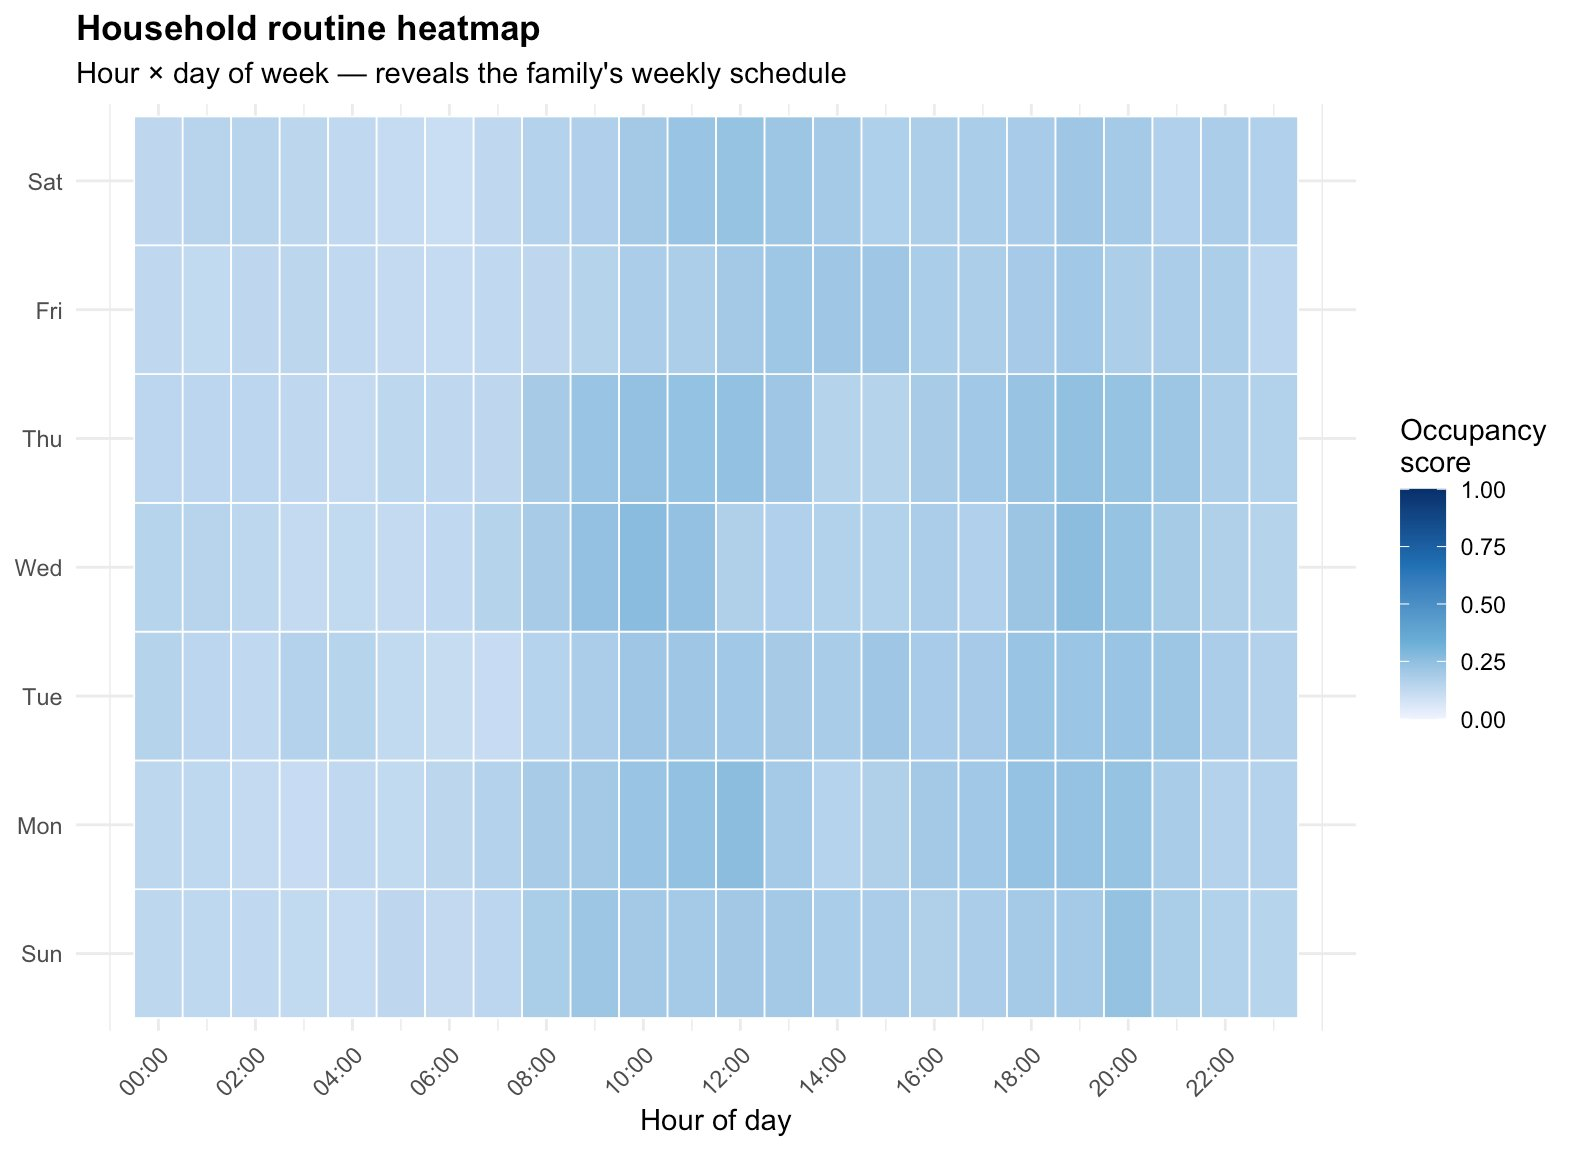 Household routine heatmap
Hour × day of week — reveals the family's weekly schedule
Sat
Fri
Thu
Wed
Tue
Mon
Sun
00:00
02:00
04:00
06:00
08:00
10:00
12:00
14:00
16:00
18:00
20:00
22:00
Hour of day
Occupancy
score
1.00
0.75
0.50
0.25
0.00